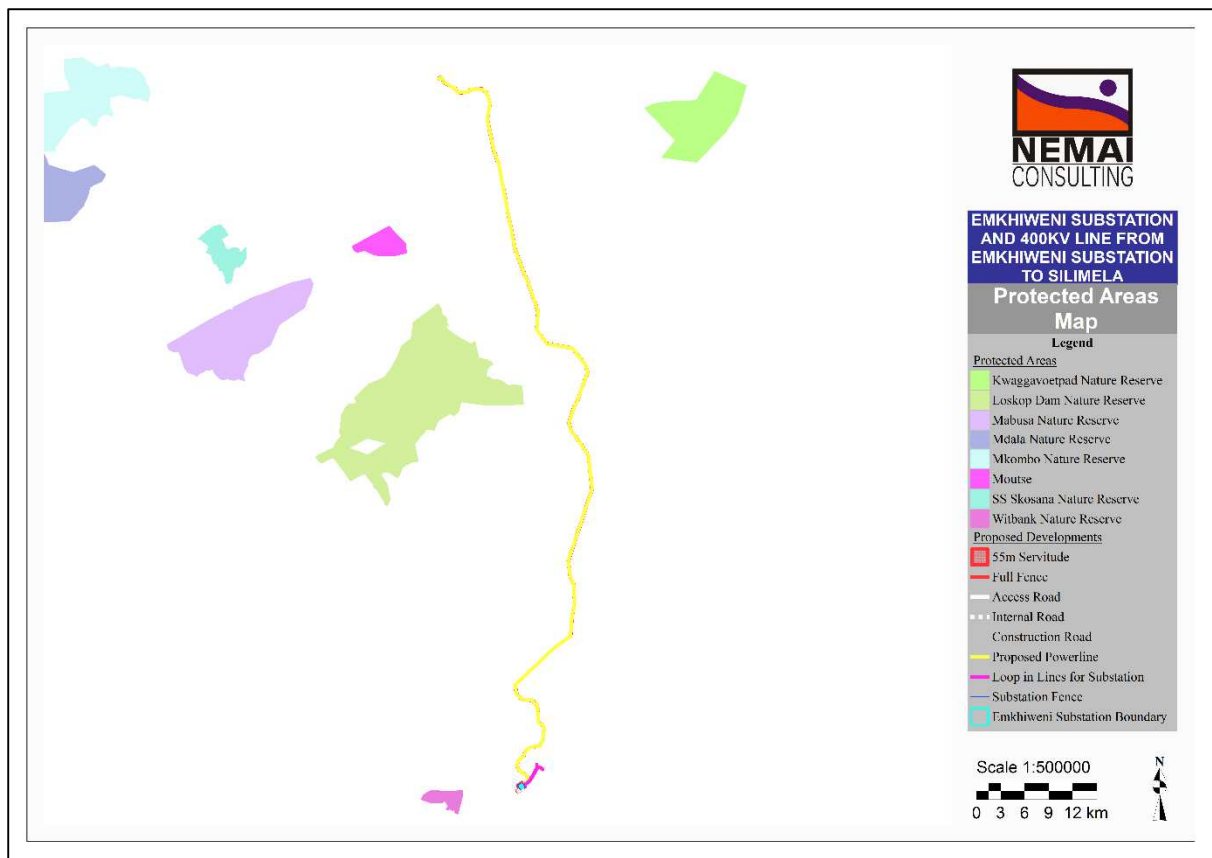 NEMAI
CONSULTING
EMKHIWENI SUBSTATION
AND 400KV LINE FROM
EMKHIWENI SUBSTATION
TO SILIMELA
Protected Areas
Map
Legend
Protected Areas
Kwaggavoetpad Nature Reserve
Loskop Dam Nature Reserve
Mabusa Nature Reserve
Mdala Nature Reserve
Mkombo Nature Reserve
Moutse
SS Skosana Nature Reserve
Witbank Nature Reserve
Proposed Developments
55m Servitude
Full Fence
Access Road
Internal Road
Construction Road
Proposed Powerline
Loop in Lines for Substation
Substation Fence
Emkhiweni Substation Boundary
Scale 1:500000
0 3 6 9 12 km
N